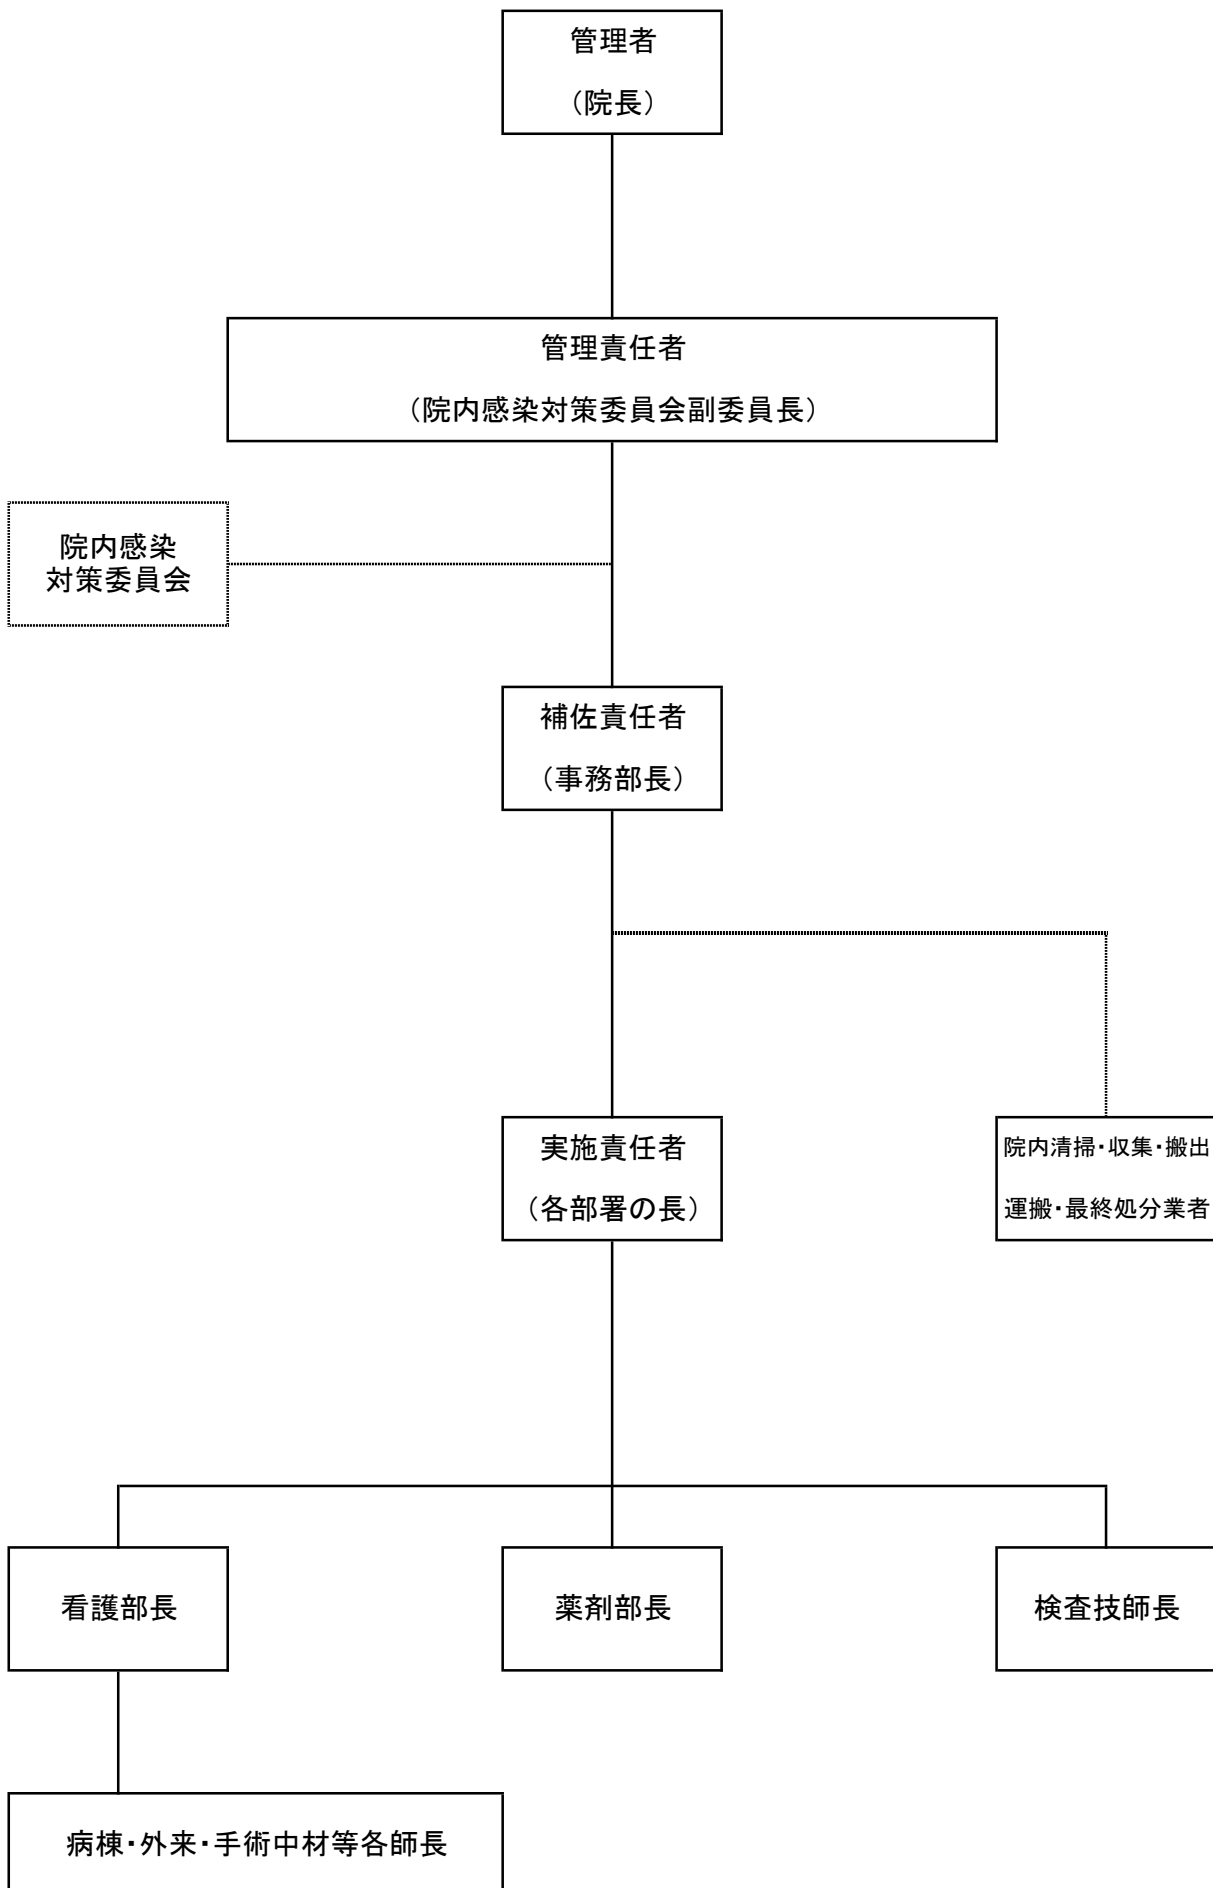 管理者
（院長）
管理責任者
（院内感染対策委員会副委員長）
院内感染
対策委員会
補佐責任者
（事務部長）
実施責任者
（各部署の長）
院内清掃・収集・搬出
運搬・最終処分業者
看護部長
薬剤部長
検査技師長
病棟・外来・手術中材等各師長